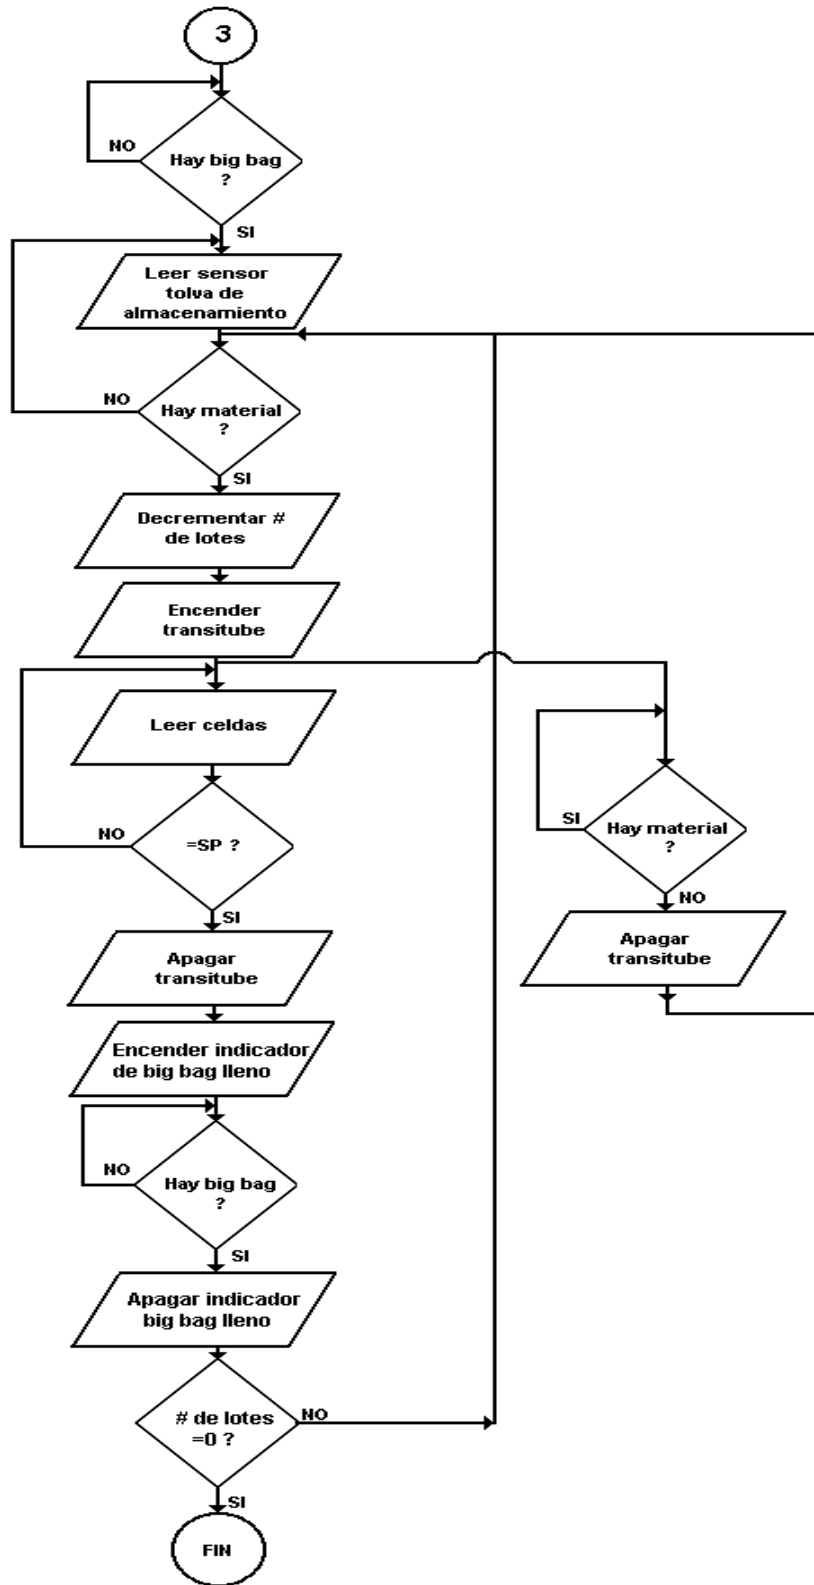 3
NO
Hay big bag
?
SI
Leer sensor
tolva de
almacenamiento
NO
Hay material
?
SI
Decrementar #
de lotes
Encender
transitube
Leer celdas
NO
=SP ?
SI
SI
Hay material
?
NO
Apagar
transitube
Apagar
transitube
Encender indicador
de big bag lleno
NO
Hay big bag
?
SI
Apagar indicador
big bag lleno
# de lotes
=0 ?
NO
SI
FIN